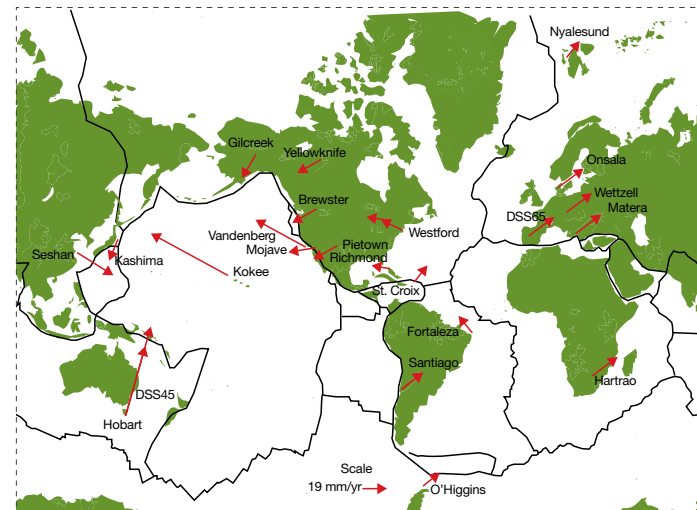 Nyalesund
Gilcreek
Yellowknife
Onsala
Brewster
Wettzell
DSS65
Matera
Vandenberg
Westford
Mojave
Pietown
Seshan
Kashima
Richmond
Kokee
St. Croix
Fortaleza
Santiago
Hartrao
DSS45
Hobart
Scale
19 mm/yr
O'Higgins